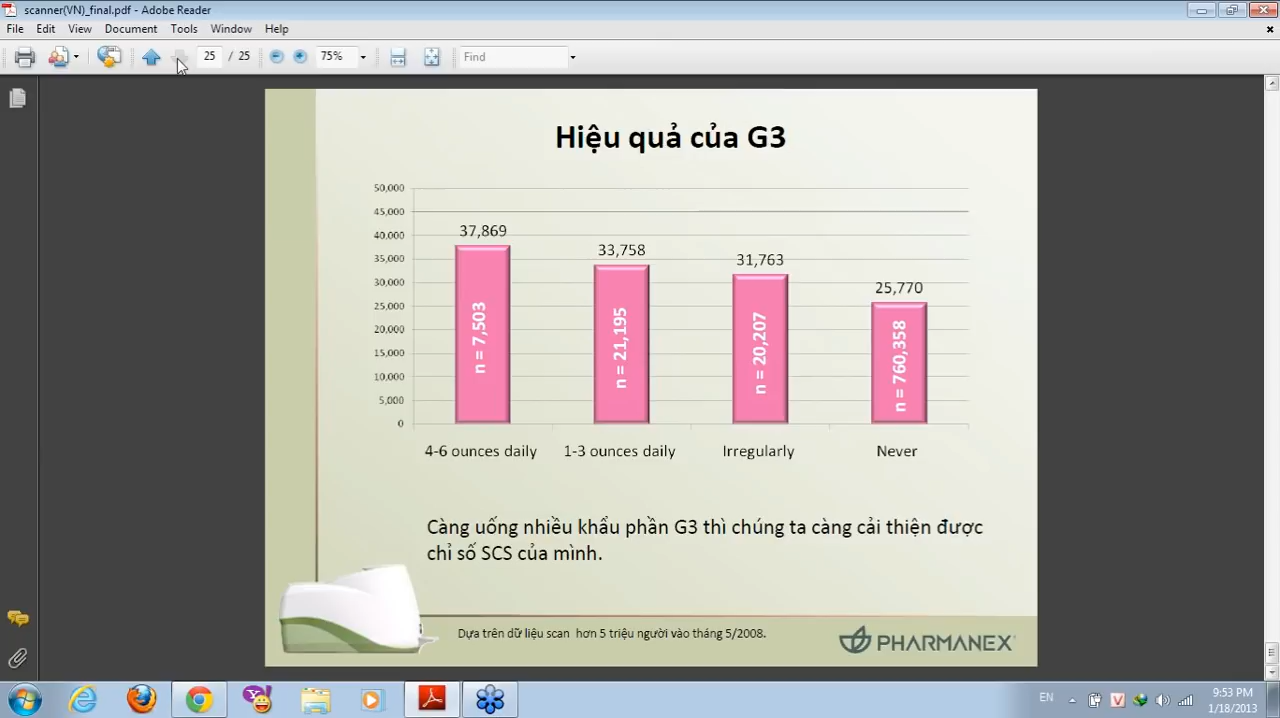 scanner(VN)_final.pdf - Adobe Reader
File Edit View Document Tools Window Help
25 / 25 75% Find
Hiệu quả của G3
50,000
45,000
40,000
35,000
30,000
25,000
20,000
15,000
10,000
5,000
0
37,869
33,758
31,763
25,770
n = 7,503
n = 21,195
n = 20,207
n = 760,358
4-6 ounces daily
1-3 ounces daily
Irregularly
Never
Càng uống nhiều khẩu phần G3 thì chúng ta càng cải thiện được
chỉ số SCS của mình.
Dựa trên dữ liệu scan hơn 5 triệu người vào tháng 5/2008.
PHARMANEX
EN
9:53 PM
1/18/2013